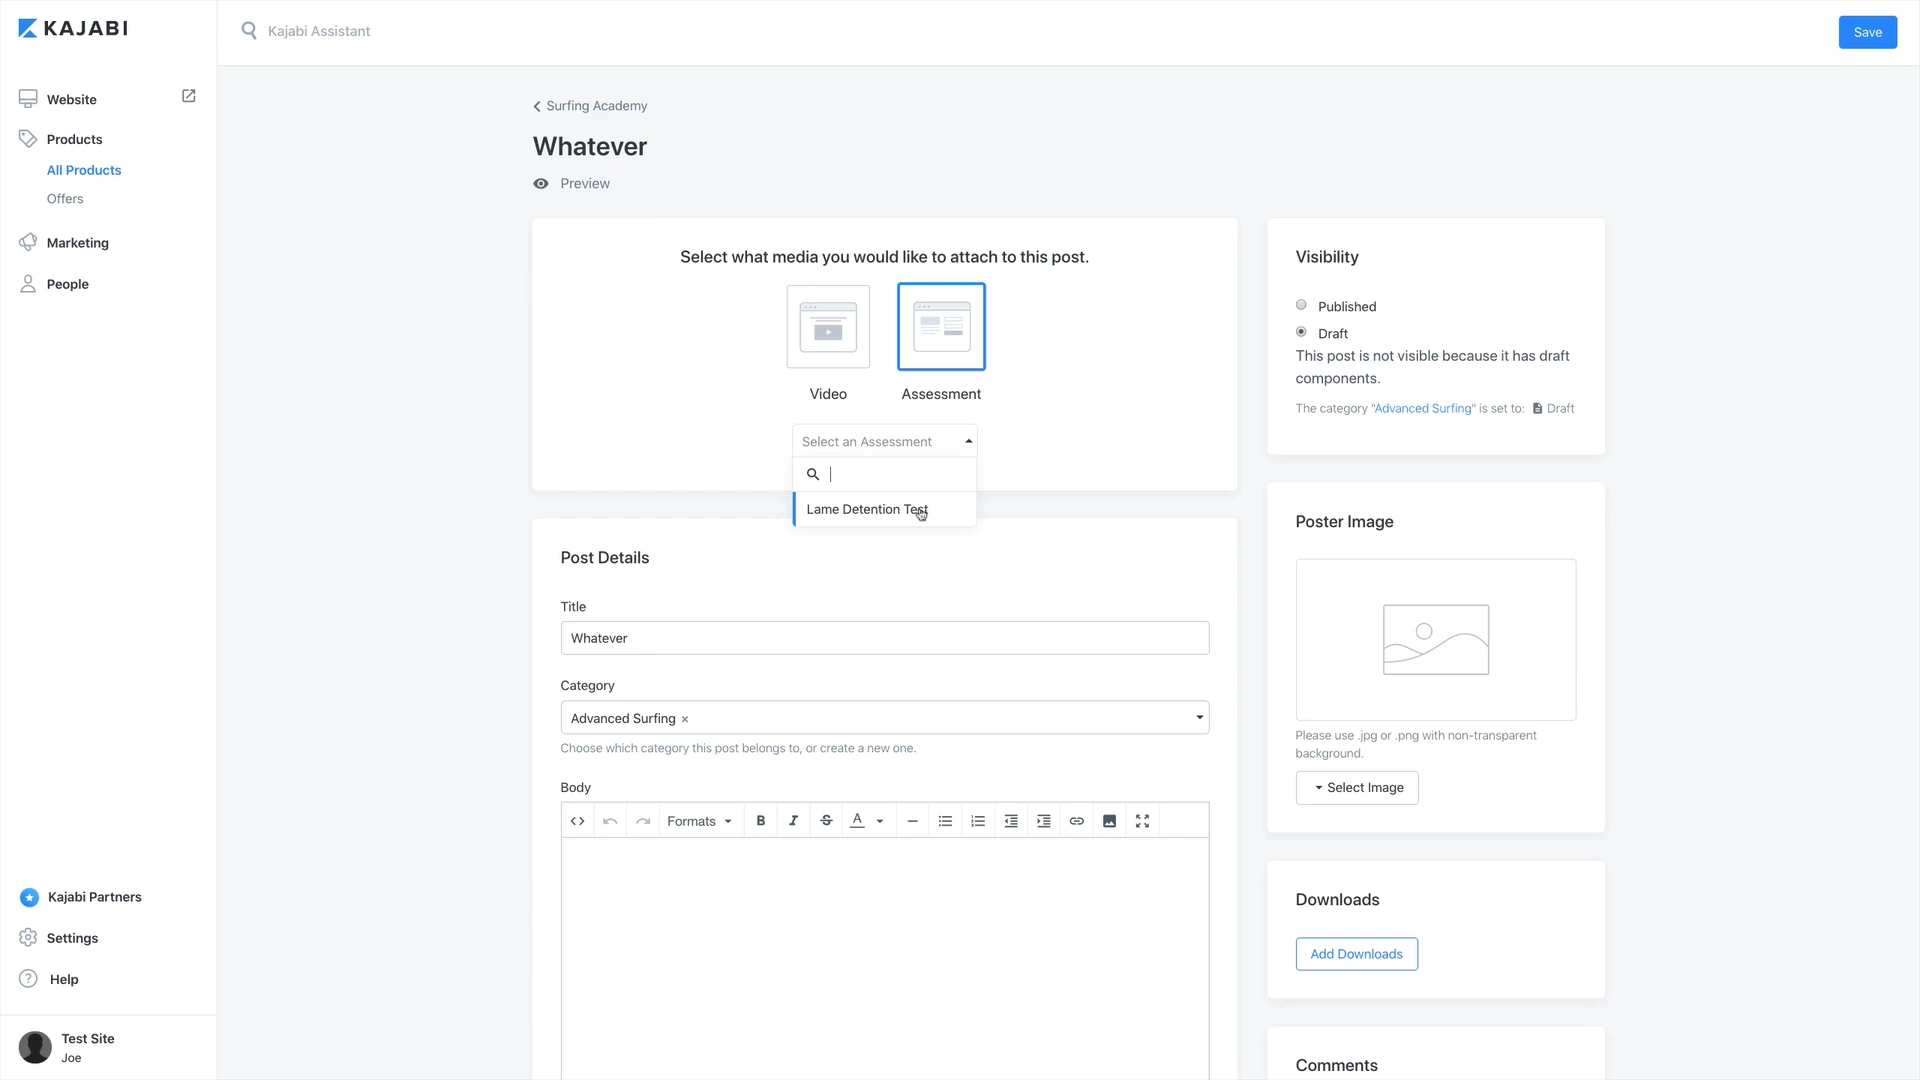 KAJABI
Kajabi Assistant
Save
Website
Products
All Products
Offers
Marketing
People
Kajabi Partners
Settings
Help
Test Site
Joe
Surfing Academy
Whatever
Preview
Select what media you would like to attach to this post.
Video
Assessment
Select an Assessment
Lame Detention Test
Post Details
Title
Whatever
Category
Advanced Surfing ×
Choose which category this post belongs to, or create a new one.
Body
Formats B I S A
Visibility
Published
Draft
This post is not visible because it has draft
components.
The category "Advanced Surfing" is set to: Draft
Poster Image
Please use .jpg or .png with non-transparent
background.
Select Image
Downloads
Add Downloads
Comments